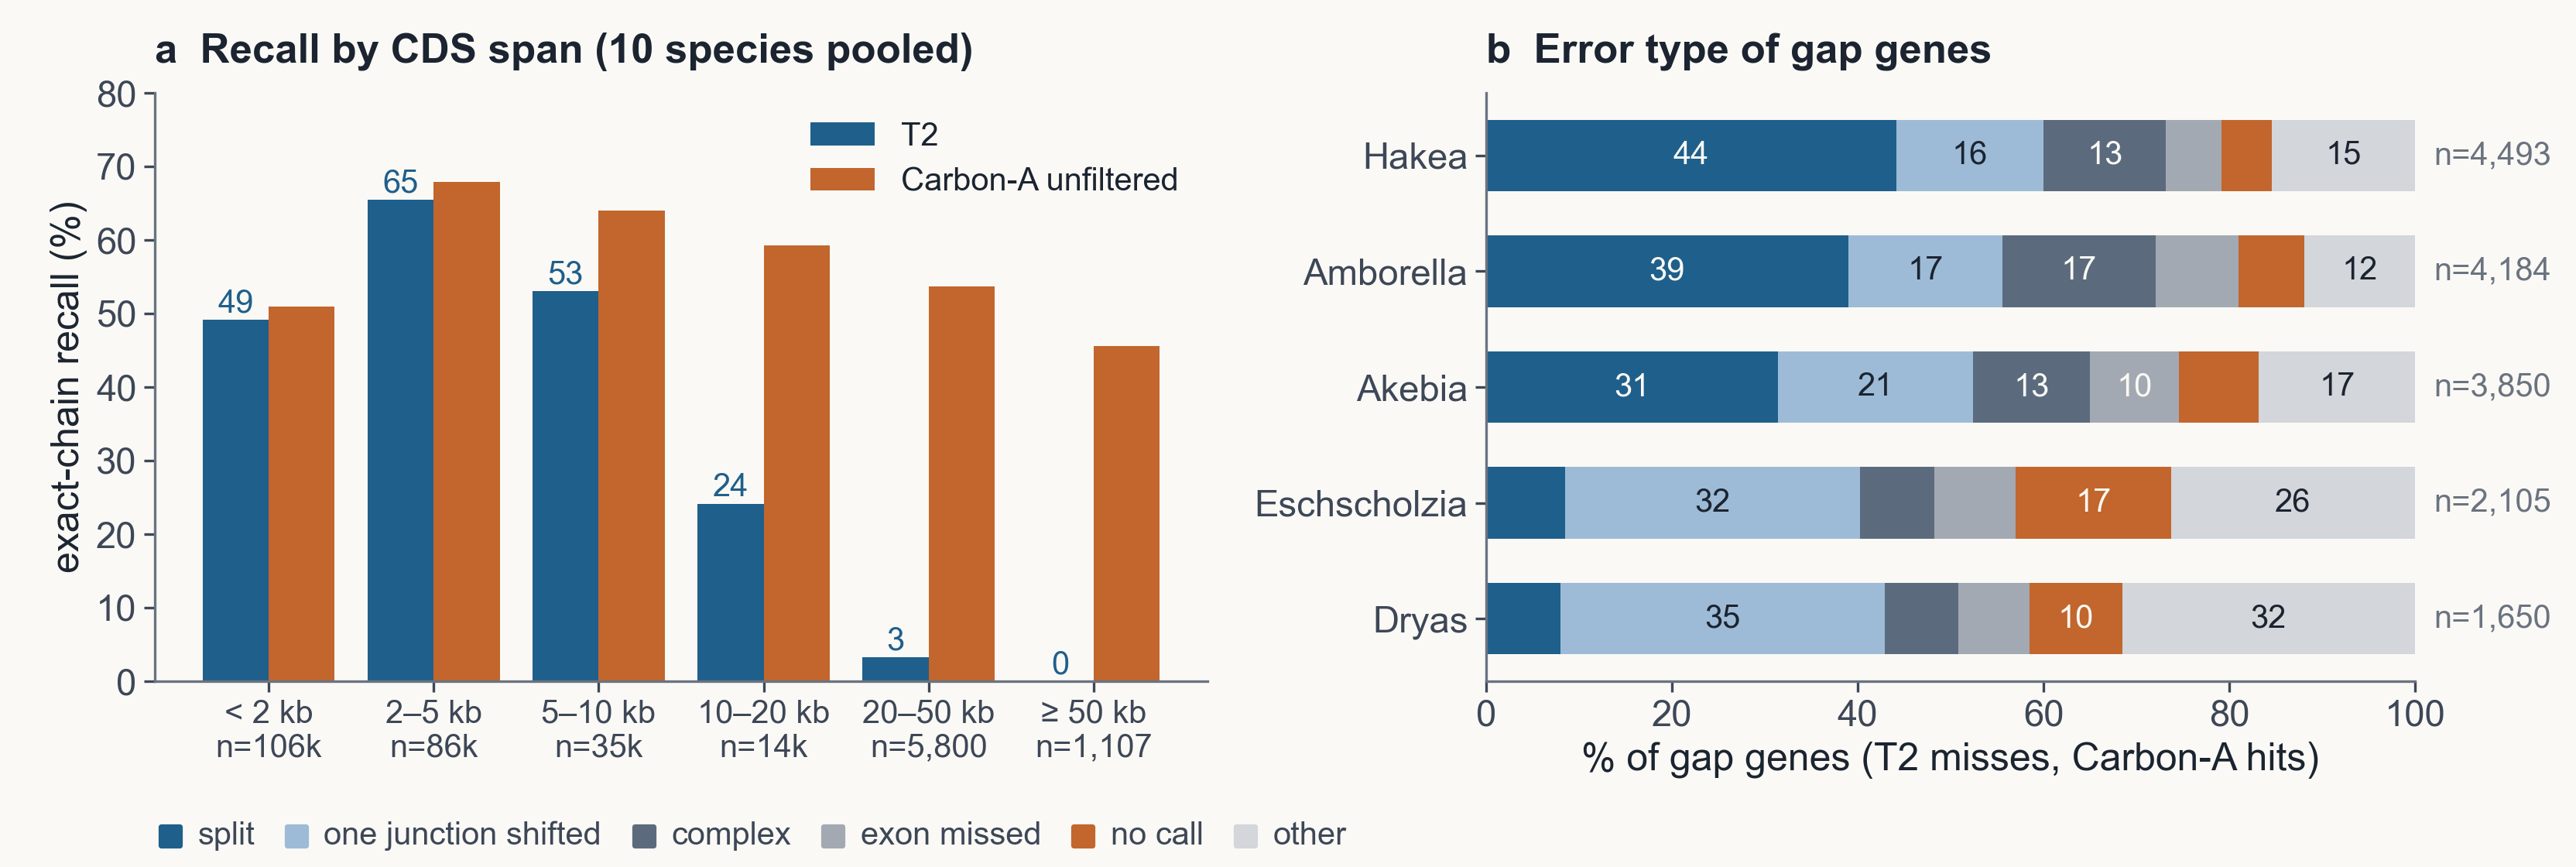 a Recall by CDS span (10 species pooled)
exact-chain recall (%)
80
70
60
50
40
30
20
10
0
T2
Carbon-A unfiltered
49
65
53
24
3
0
< 2 kb
n=106k
2–5 kb
n=86k
5–10 kb
n=35k
10–20 kb
n=14k
20–50 kb
n=5,800
≥ 50 kb
n=1,107
b Error type of gap genes
Hakea 44 16 13 15 n=4,493
Amborella 39 17 17 12 n=4,184
Akebia 31 21 13 10 17 n=3,850
Eschscholzia 32 17 26 n=2,105
Dryas 35 10 32 n=1,650
0 20 40 60 80 100
% of gap genes (T2 misses, Carbon-A hits)
split one junction shifted complex exon missed no call other